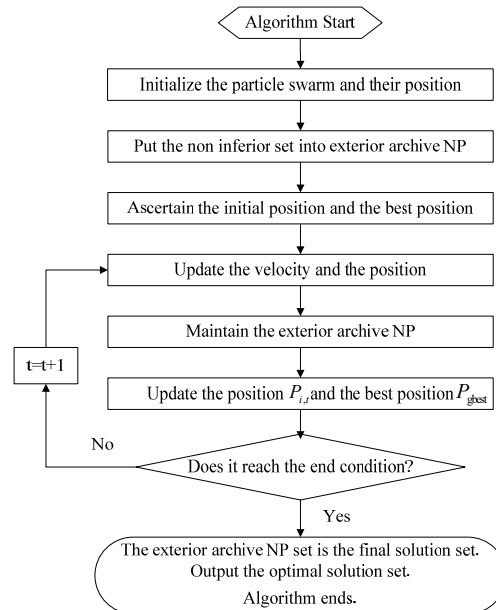 Algorithm Start
Initialize the particle swarm and their position
Put the non inferior set into exterior archive NP
Ascertain the initial position and the best position
Update the velocity and the position
Maintain the exterior archive NP
t=t+1
Update the position P_{i,t} and the best position P_{gbest}
No
Does it reach the end condition?
Yes
The exterior archive NP set is the final solution set.
Output the optimal solution set.
Algorithm ends.